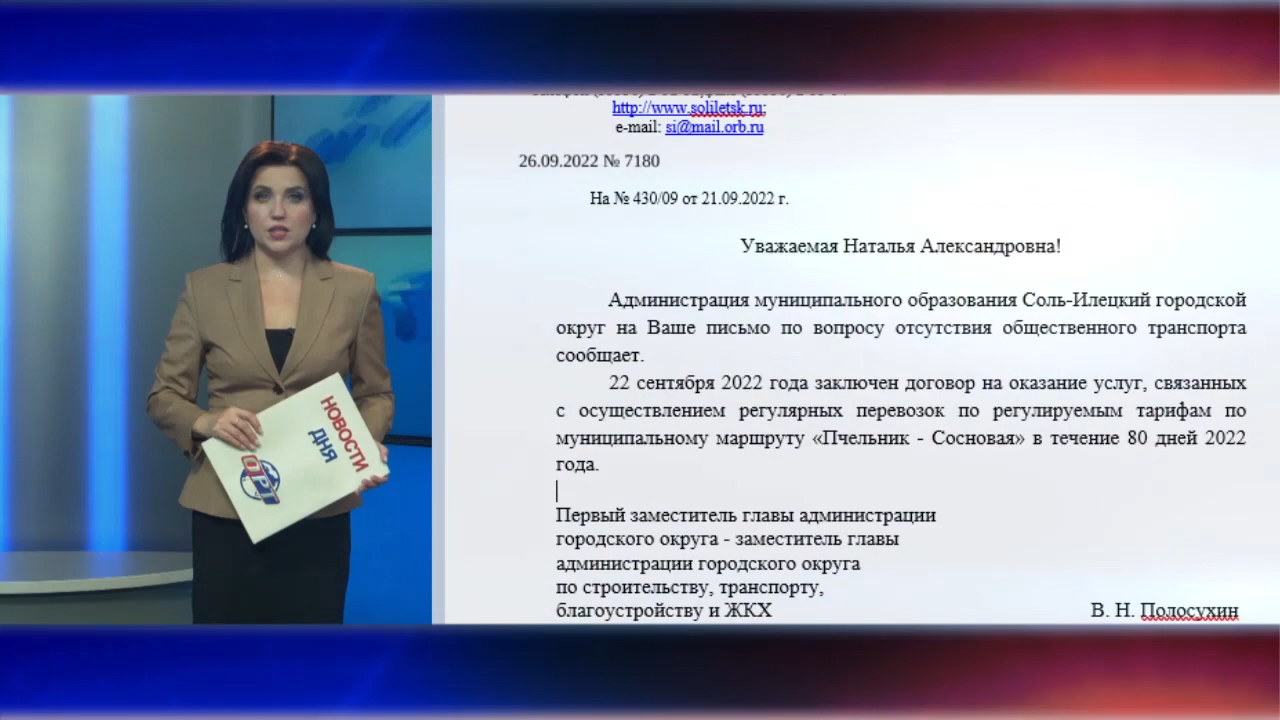 http://www.soliletsk.ru;
e-mail: si@mail.orb.ru
26.09.2022 № 7180
На № 430/09 от 21.09.2022 г.
Уважаемая Наталья Александровна!
Администрация муниципального образования Соль-Илецкий городской
округ на Ваше письмо по вопросу отсутствия общественного транспорта
сообщает.
22 сентября 2022 года заключен договор на оказание услуг, связанных
с осуществлением регулярных перевозок по регулируемым тарифам по
муниципальному маршруту «Пчельник - Сосновая» в течение 80 дней 2022
года.
Первый заместитель главы администрации
городского округа - заместитель главы
администрации городского округа
по строительству, транспорту,
благоустройству и ЖКХ В. Н. Полосухин
НОВОСТИ
ДНЯ
ОРТ